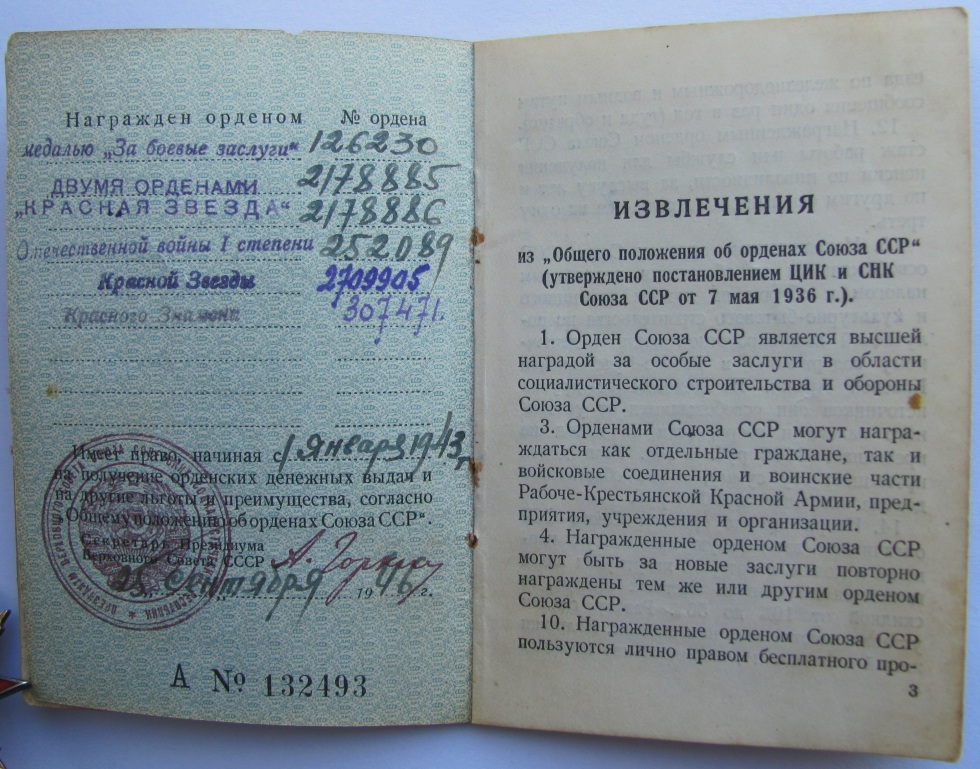 Награжден орденом № ордена
медалью „За боевые заслуги“ 126230
ДВУМЯ ОРДЕНАМИ 2178885
„КРАСНАЯ ЗВЕЗДА“ 2178886
Отечественной войны I степени 252089
Красной Звезды 2709905
Красного Знамени 307471.
Имеет право, начиная с 1 Января 1943 г.
на получение орденских денежных выдач и
на другие льготы и преимущества, согласно
„Общему положению об орденах Союза ССР“.
Секретарь Президиума
Верховного Совета СССР А. Горкин
25 „ Сентября 1946 г.
А № 132493
ИЗВЛЕЧЕНИЯ
из „Общего положения об орденах Союза ССР“
(утверждено постановлением ЦИК и СНК
Союза ССР от 7 мая 1936 г.).
1. Орден Союза ССР является высшей
наградой за особые заслуги в области
социалистического строительства и обороны
Союза ССР.
3. Орденами Союза ССР могут награ-
ждаться как отдельные граждане, так и
войсковые соединения и воинские части
Рабоче-Крестьянской Красной Армии, пред-
приятия, учреждения и организации.
4. Награжденные орденом Союза ССР
могут быть за новые заслуги повторно
награждены тем же или другим орденом
Союза ССР.
10. Награжденные орденом Союза ССР
пользуются лично правом бесплатного про-
3